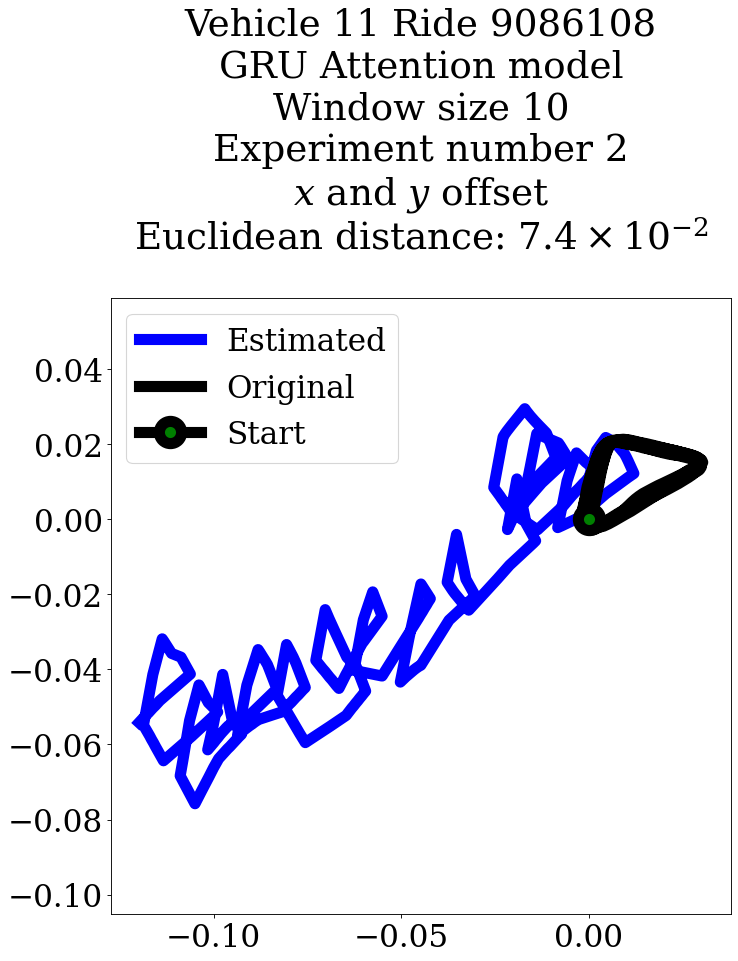 Vehicle 11 Ride 9086108
GRU Attention model
Window size 10
Experiment number 2
x and y offset
Euclidean distance: 7.4 × 10⁻²
Estimated
Original
Start
0.04
0.02
0.00
−0.02
−0.04
−0.06
−0.08
−0.10
−0.10 −0.05 0.00